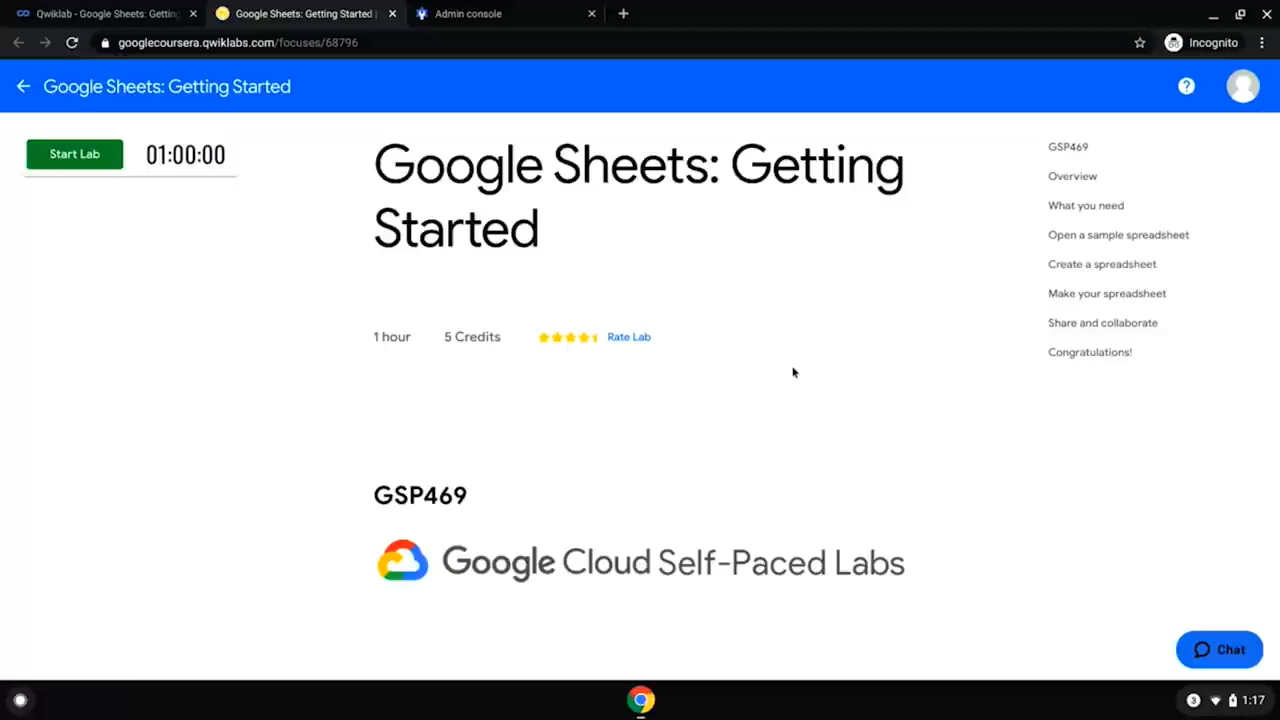 Qwiklab - Google Sheets: Getting
Google Sheets: Getting Started
Admin console
googlecoursera.qwiklabs.com/focuses/68796
Incognito
Google Sheets: Getting Started
Start Lab
01:00:00
Google Sheets: Getting
Started
1 hour
5 Credits
Rate Lab
GSP469
Google Cloud Self-Paced Labs
GSP469
Overview
What you need
Open a sample spreadsheet
Create a spreadsheet
Make your spreadsheet
Share and collaborate
Congratulations!
Chat
3
1:17